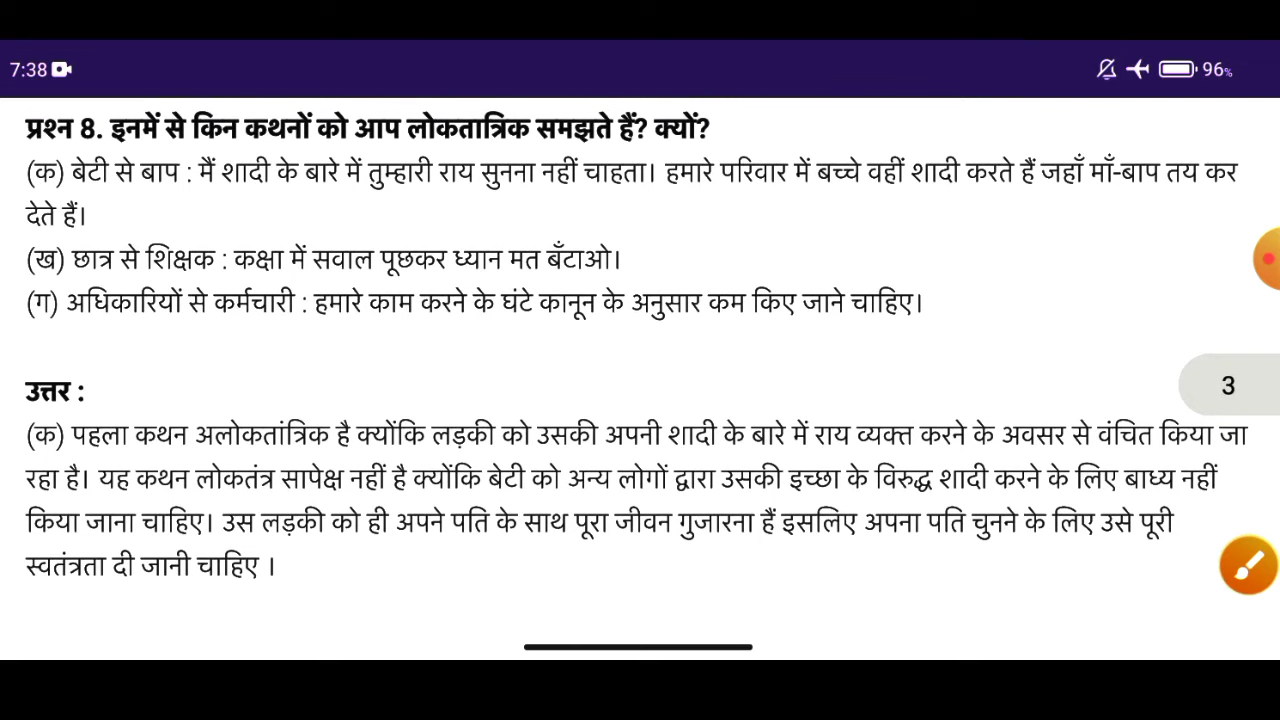 7:38
96%
प्रश्न 8. इनमें से किन कथनों को आप लोकतात्रिक समझते हैं? क्यों?
(क) बेटी से बाप : मैं शादी के बारे में तुम्हारी राय सुनना नहीं चाहता। हमारे परिवार में बच्चे वहीं शादी करते हैं जहाँ माँ-बाप तय कर
देते हैं।
(ख) छात्र से शिक्षक : कक्षा में सवाल पूछकर ध्यान मत बँटाओ।
(ग) अधिकारियों से कर्मचारी : हमारे काम करने के घंटे कानून के अनुसार कम किए जाने चाहिए।
3
उत्तर :
(क) पहला कथन अलोकतांत्रिक है क्योंकि लड़की को उसकी अपनी शादी के बारे में राय व्यक्त करने के अवसर से वंचित किया जा
रहा है। यह कथन लोकतंत्र सापेक्ष नहीं है क्योंकि बेटी को अन्य लोगों द्वारा उसकी इच्छा के विरुद्ध शादी करने के लिए बाध्य नहीं
किया जाना चाहिए। उस लड़की को ही अपने पति के साथ पूरा जीवन गुजारना हैं इसलिए अपना पति चुनने के लिए उसे पूरी
स्वतंत्रता दी जानी चाहिए ।